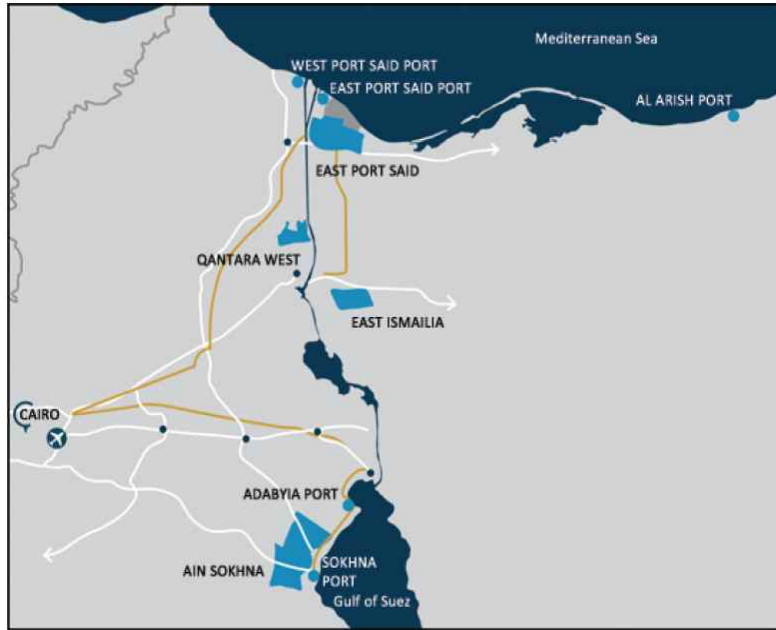 Mediterranean Sea
WEST PORT SAID PORT
EAST PORT SAID PORT
AL ARISH PORT
EAST PORT SAID
QANTARA WEST
EAST ISMAILIA
CAIRO
ADABYIA PORT
AIN SOKHNA
SOKHNA
PORT
Gulf of Suez